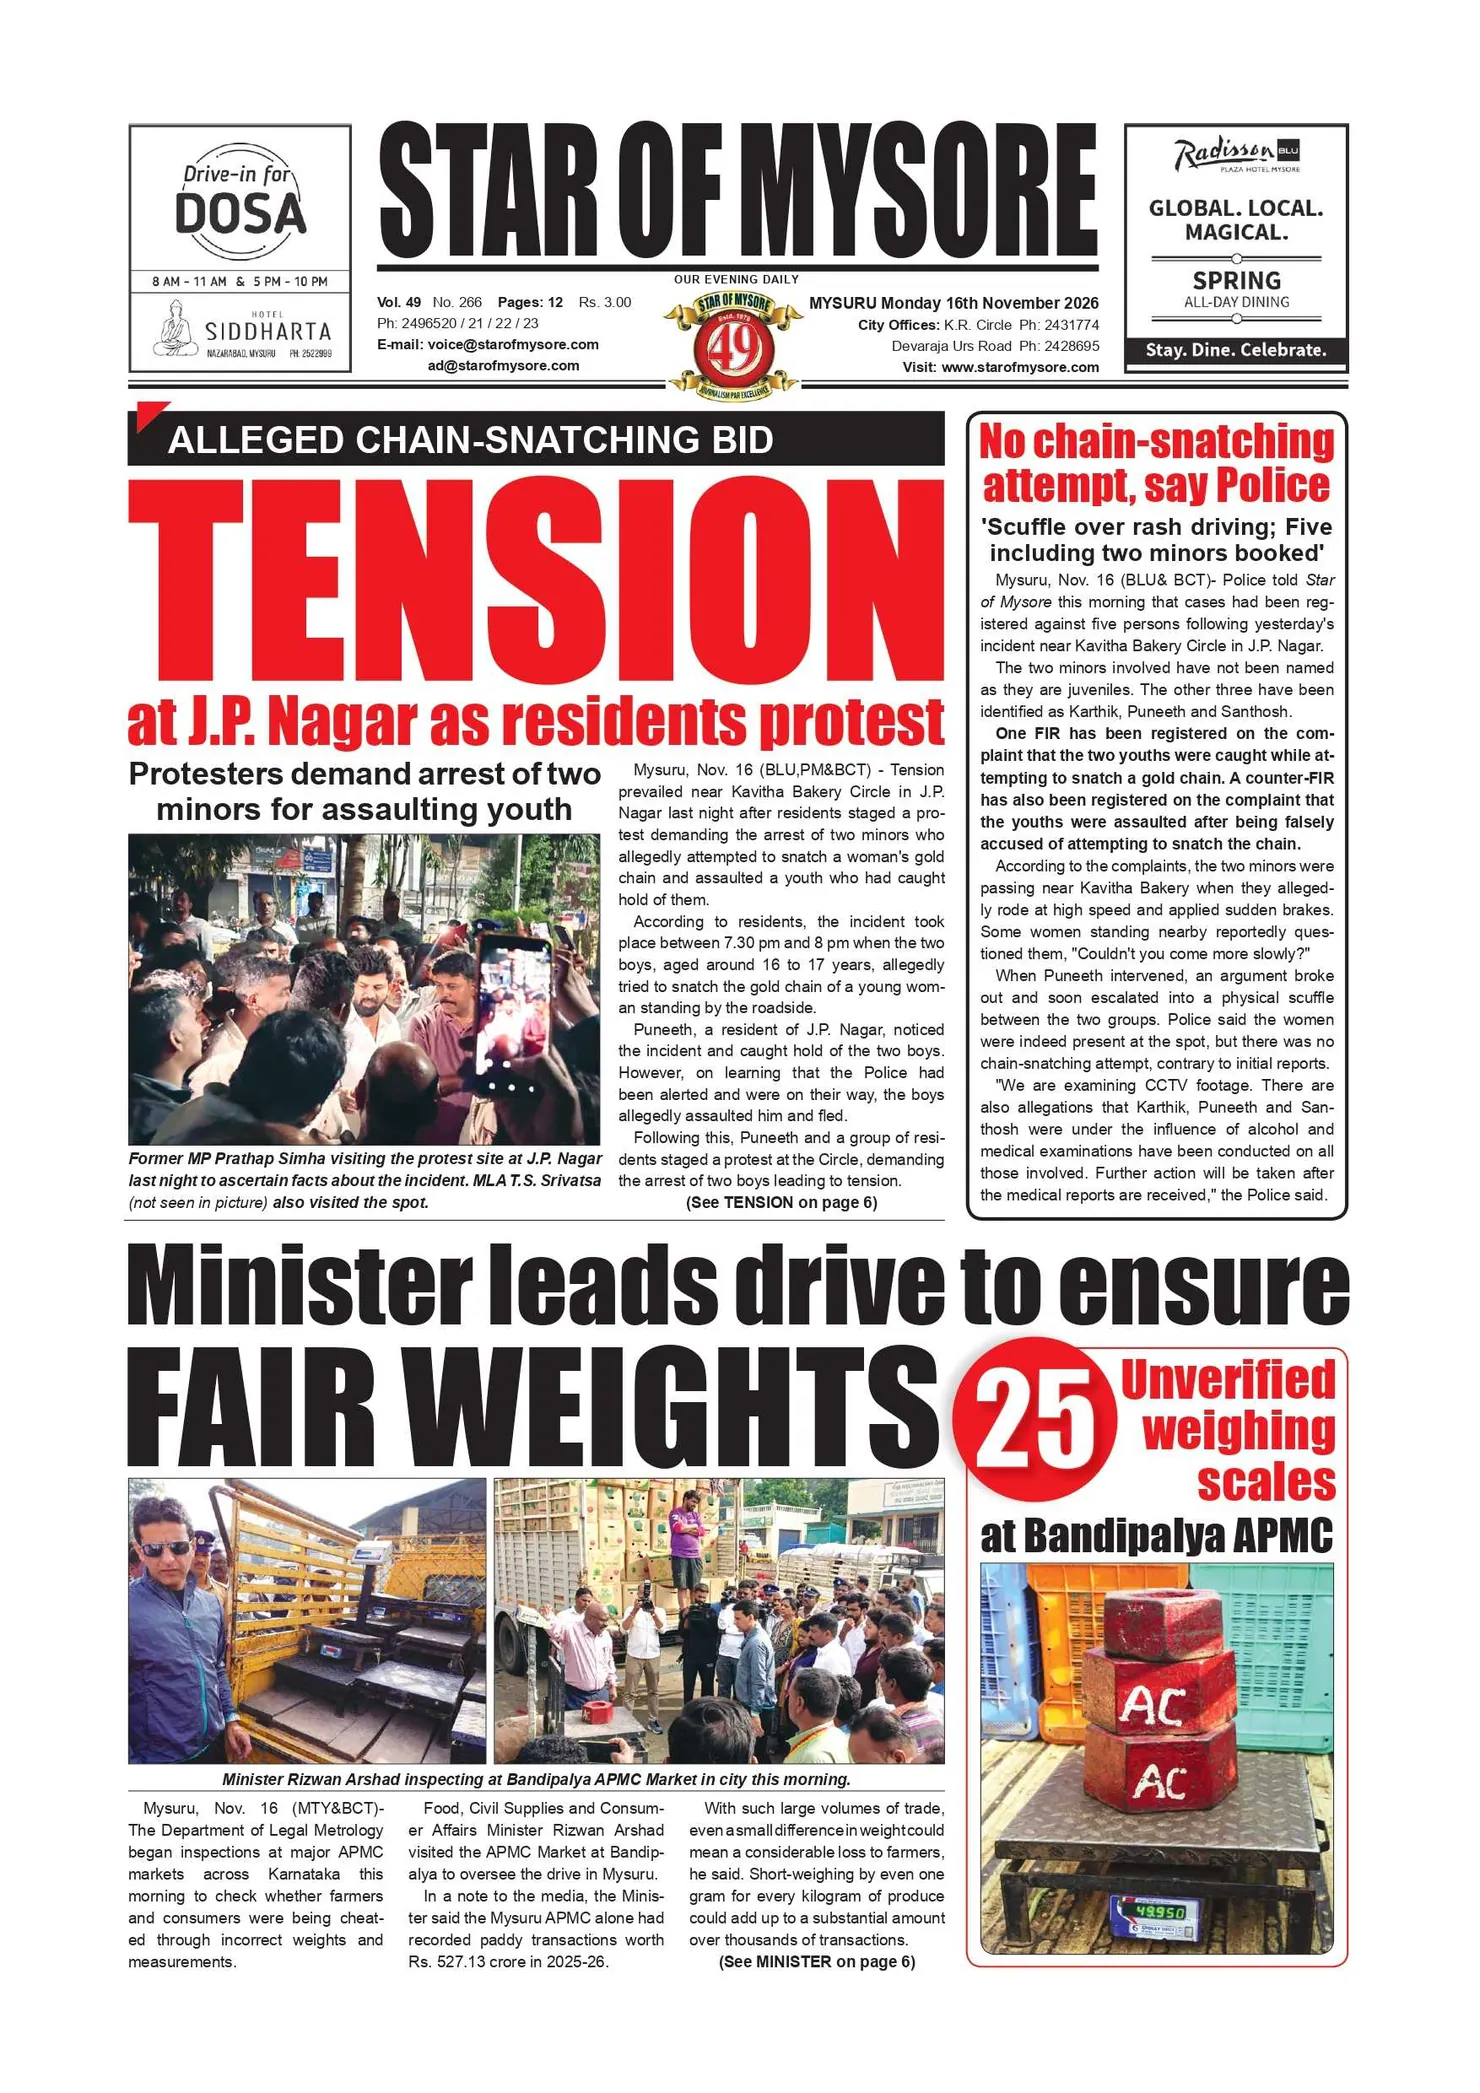 Drive-in for
DOSA
8 AM - 11 AM & 5 PM - 10 PM
HOTEL
SIDDHARTA
NAZARABAD, MYSURU PH: 2522999
STAR OF MYSORE
OUR EVENING DAILY
Vol. 49 No. 266 Pages: 12 Rs. 3.00
Ph: 2496520 / 21 / 22 / 23
E-mail: voice@starofmysore.com
ad@starofmysore.com
STAR OF MYSORE
Estd. 1978
49
JOURNALISM PAR EXCELLENCE
MYSURU Monday 16th November 2026
City Offices: K.R. Circle Ph: 2431774
Devaraja Urs Road Ph: 2428695
Visit: www.starofmysore.com
Radisson BLU
PLAZA HOTEL MYSORE
GLOBAL. LOCAL.
MAGICAL.
SPRING
ALL-DAY DINING
Stay. Dine. Celebrate.
ALLEGED CHAIN-SNATCHING BID
TENSION
at J.P. Nagar as residents protest
Protesters demand arrest of two
minors for assaulting youth
Former MP Prathap Simha visiting the protest site at J.P. Nagar
last night to ascertain facts about the incident. MLA T.S. Srivatsa
(not seen in picture) also visited the spot.
Mysuru, Nov. 16 (BLU,PM&BCT) - Tension
prevailed near Kavitha Bakery Circle in J.P.
Nagar last night after residents staged a pro-
test demanding the arrest of two minors who
allegedly attempted to snatch a woman's gold
chain and assaulted a youth who had caught
hold of them.
According to residents, the incident took
place between 7.30 pm and 8 pm when the two
boys, aged around 16 to 17 years, allegedly
tried to snatch the gold chain of a young wom-
an standing by the roadside.
Puneeth, a resident of J.P. Nagar, noticed
the incident and caught hold of the two boys.
However, on learning that the Police had
been alerted and were on their way, the boys
allegedly assaulted him and fled.
Following this, Puneeth and a group of resi-
dents staged a protest at the Circle, demanding
the arrest of two boys leading to tension.
(See TENSION on page 6)
No chain-snatching
attempt, say Police
'Scuffle over rash driving; Five
including two minors booked'
Mysuru, Nov. 16 (BLU& BCT)- Police told Star
of Mysore this morning that cases had been reg-
istered against five persons following yesterday's
incident near Kavitha Bakery Circle in J.P. Nagar.
The two minors involved have not been named
as they are juveniles. The other three have been
identified as Karthik, Puneeth and Santhosh.
One FIR has been registered on the com-
plaint that the two youths were caught while at-
tempting to snatch a gold chain. A counter-FIR
has also been registered on the complaint that
the youths were assaulted after being falsely
accused of attempting to snatch the chain.
According to the complaints, the two minors were
passing near Kavitha Bakery when they alleged-
ly rode at high speed and applied sudden brakes.
Some women standing nearby reportedly ques-
tioned them, "Couldn't you come more slowly?"
When Puneeth intervened, an argument broke
out and soon escalated into a physical scuffle
between the two groups. Police said the women
were indeed present at the spot, but there was no
chain-snatching attempt, contrary to initial reports.
"We are examining CCTV footage. There are
also allegations that Karthik, Puneeth and San-
thosh were under the influence of alcohol and
medical examinations have been conducted on all
those involved. Further action will be taken after
the medical reports are received," the Police said.
Minister leads drive to ensure
FAIR WEIGHTS
Minister Rizwan Arshad inspecting at Bandipalya APMC Market in city this morning.
Mysuru, Nov. 16 (MTY&BCT)-
The Department of Legal Metrology
began inspections at major APMC
markets across Karnataka this
morning to check whether farmers
and consumers were being cheat-
ed through incorrect weights and
measurements.
Food, Civil Supplies and Consum-
er Affairs Minister Rizwan Arshad
visited the APMC Market at Bandip-
alya to oversee the drive in Mysuru.
In a note to the media, the Minis-
ter said the Mysuru APMC alone had
recorded paddy transactions worth
Rs. 527.13 crore in 2025-26.
With such large volumes of trade,
even a small difference in weight could
mean a considerable loss to farmers,
he said. Short-weighing by even one
gram for every kilogram of produce
could add up to a substantial amount
over thousands of transactions.
(See MINISTER on page 6)
25
Unverified
weighing
scales
at Bandipalya APMC
AC
AC
49.950